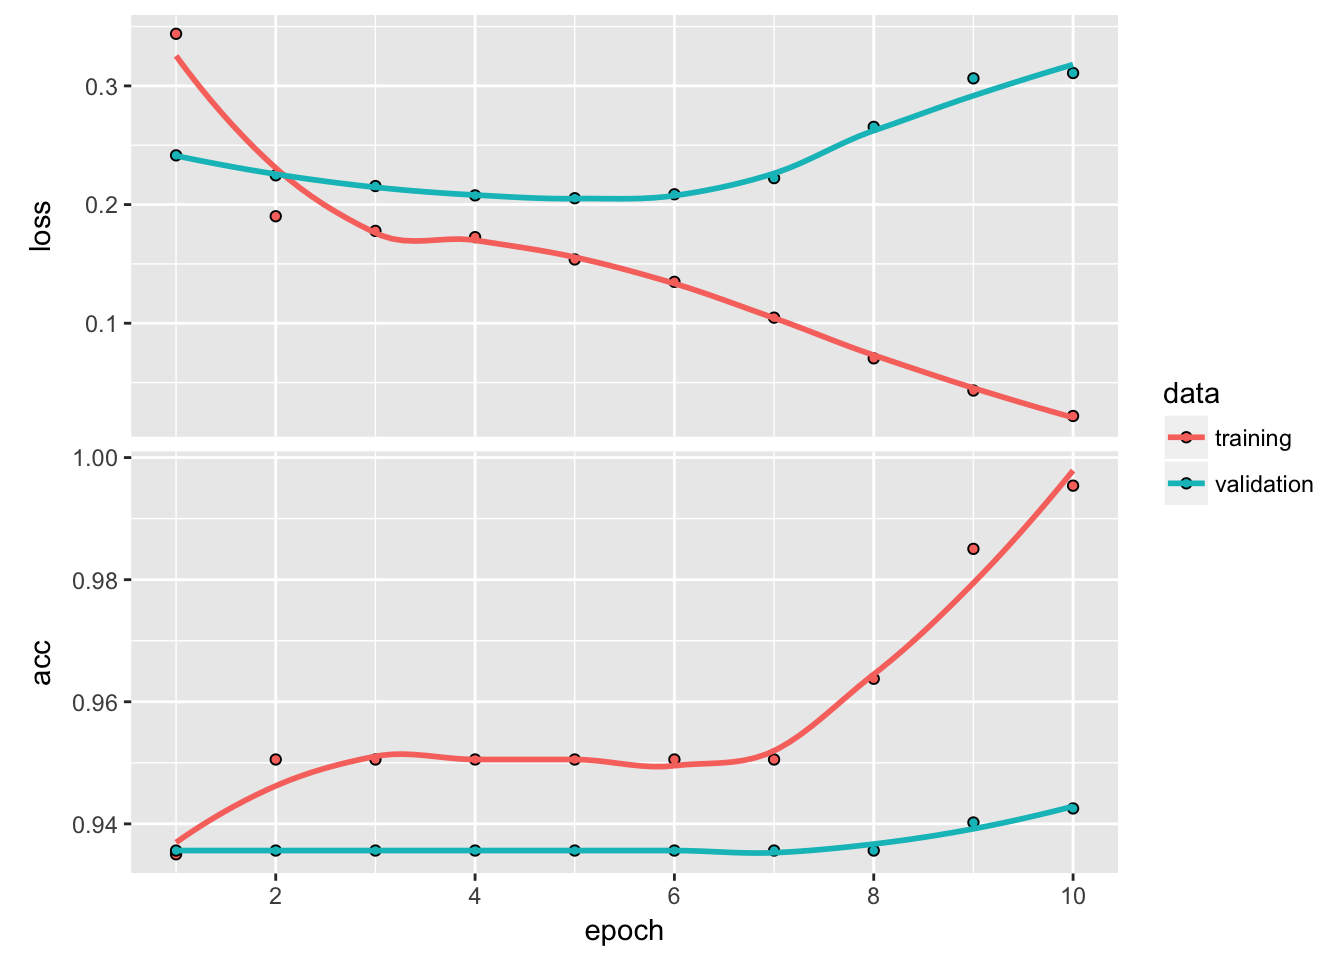 loss
0.3
0.2
0.1
acc
1.00
0.98
0.96
0.94
2 4 6 8 10
epoch
data
training
validation